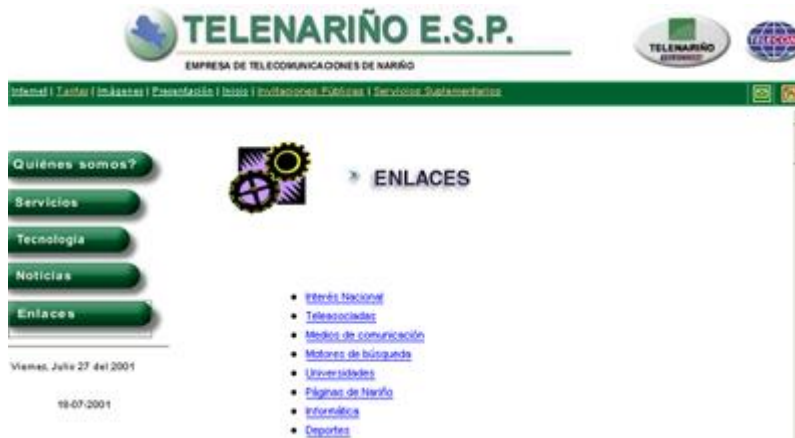 TELENARIÑO E.S.P.
EMPRESA DE TELECOMUNICACIONES DE NARIÑO
TELENARIÑO
TELECOM
Internet | Tarifas | Imágenes | Presentación | Inicio | Invitaciones Públicas | Servicios Suplementarios
Quiénes somos?
Servicios
Tecnología
Noticias
Enlaces
Viernes, Julio 27 del 2001
18-07-2001
ENLACES
Interés Nacional
Teleasociadas
Medios de comunicación
Motores de búsqueda
Universidades
Páginas de Nariño
Informática
Deportes